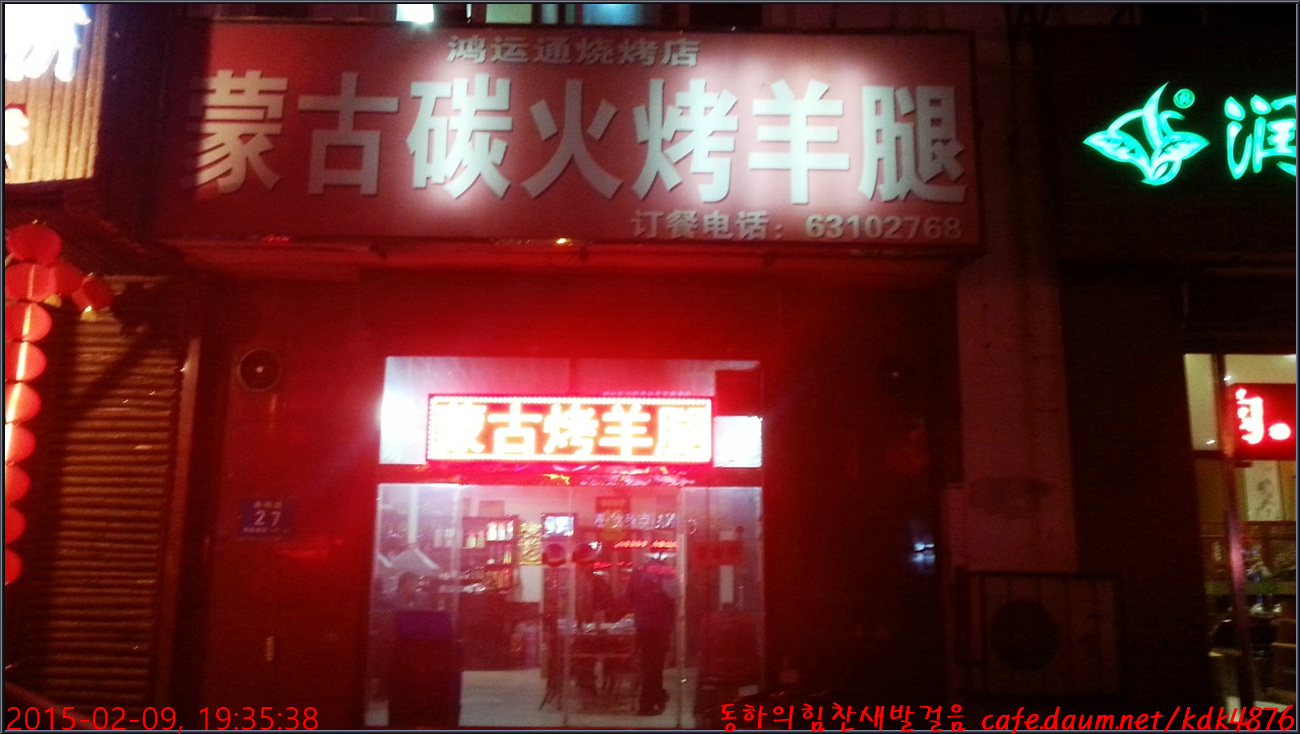 鸿运通烧烤店
蒙古碳火烤羊腿
订餐电话：63102768
润
蒙古烤羊腿
27
2015-02-09, 19:35:38
동하의힘찬새발걸음 cafe.daum.net/kdk4876